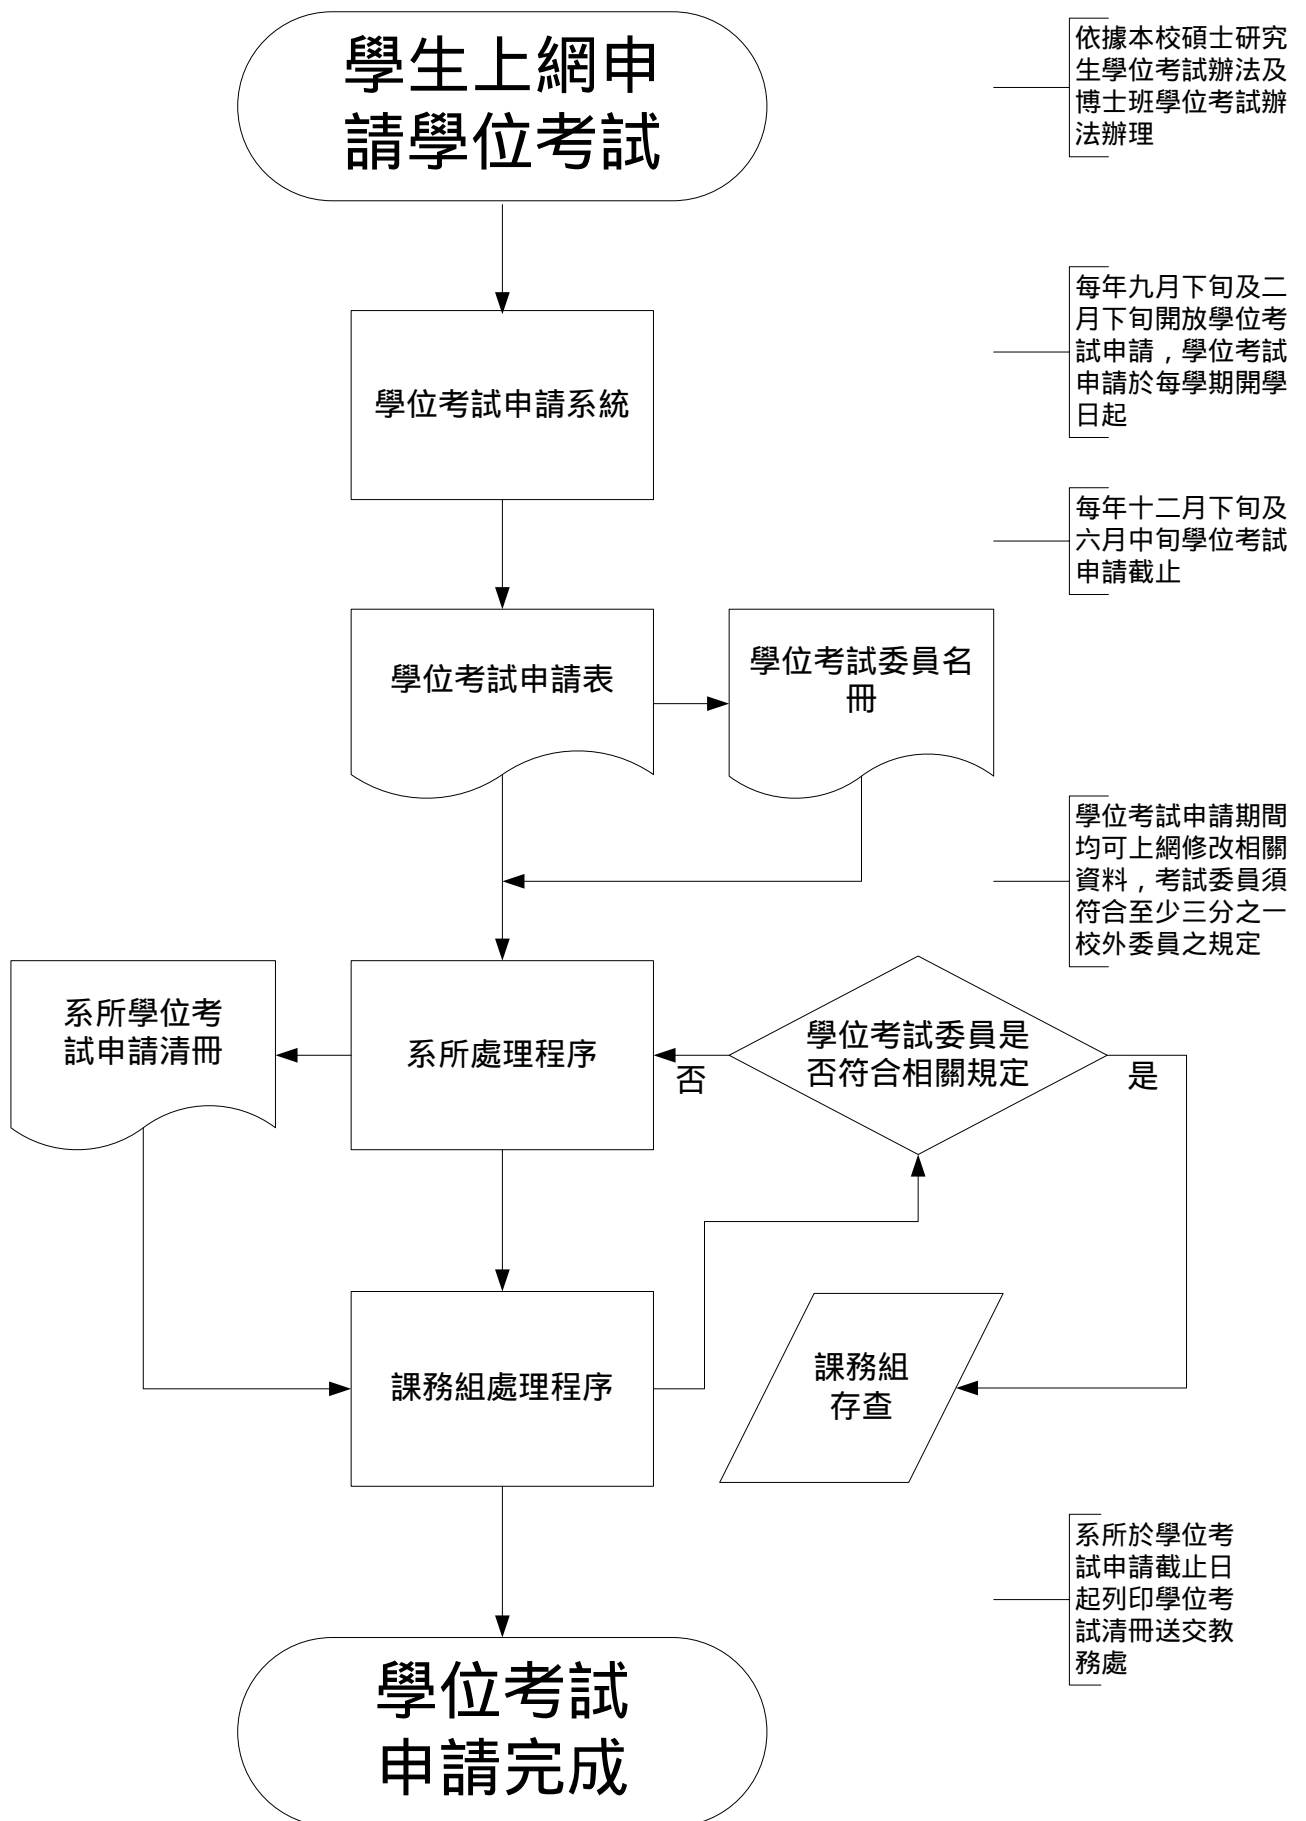 學生上網申
請學位考試
依據本校碩士研究
生學位考試辦法及
博士班學位考試辦
法辦理
每年九月下旬及二
月下旬開放學位考
試申請，學位考試
申請於每學期開學
日起
學位考試申請系統
每年十二月下旬及
六月中旬學位考試
申請截止
學位考試申請表
學位考試委員名
冊
學位考試申請期間
均可上網修改相關
資料，考試委員須
符合至少三分之一
校外委員之規定
系所學位考
試申請清冊
系所處理程序
否
學位考試委員是
否符合相關規定
是
課務組處理程序
課務組
存查
系所於學位考
試申請截止日
起列印學位考
試清冊送交教
務處
學位考試
申請完成